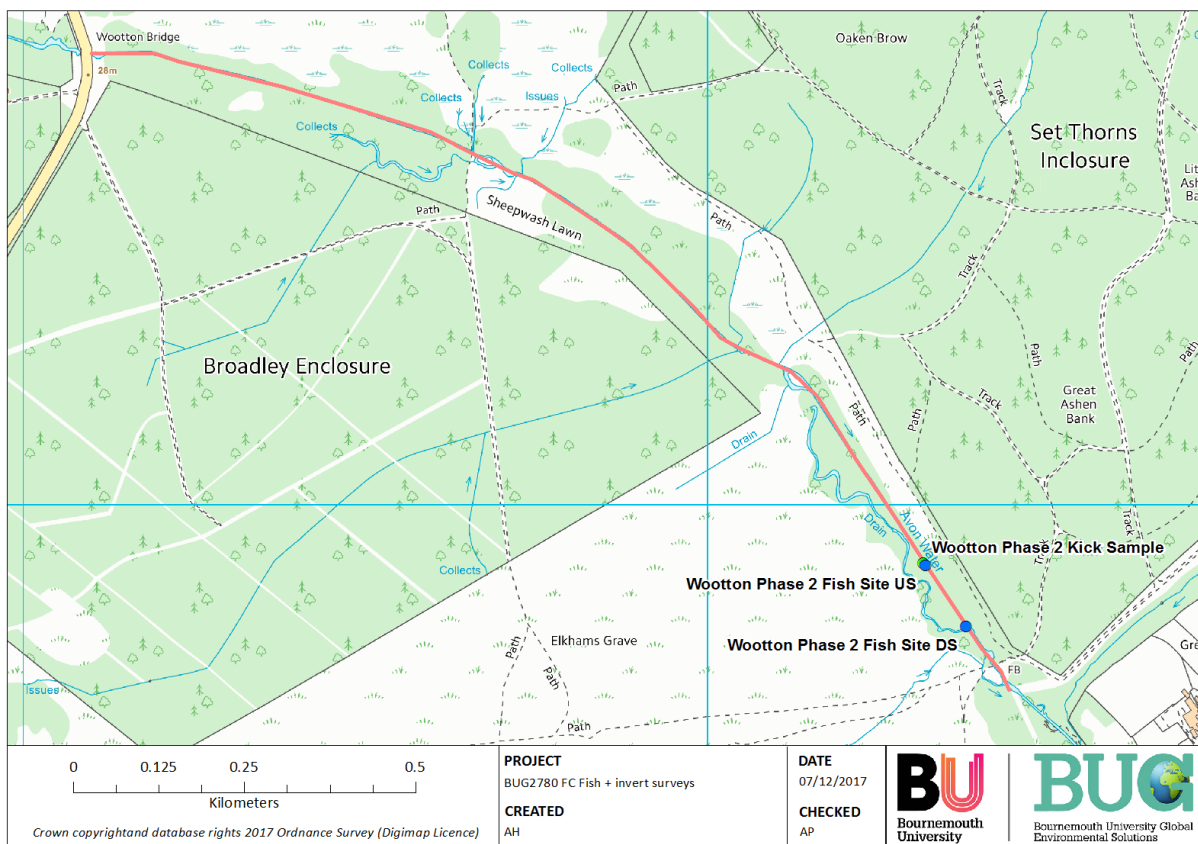 Wootton Bridge
28m
Oaken Brow
Collects
Collects
Collects
Issues
Path
Collects
Track
Set Thorns
Inclosure
Path
Sheepwash Lawn
Path
Track
Broadley Enclosure
Path
Path
Track
Great
Ashen
Bank
Path
Path
Drain
Track
Avon Water
Drain
Wootton Phase 2 Kick Sample
Track
Collects
Wootton Phase 2 Fish Site US
Elkhams Grave
Path
Wootton Phase 2 Fish Site DS
Path
FB
Issues
Path
0 0.125 0.25 0.5
Kilometers
Crown copyrightand database rights 2017 Ordnance Survey (Digimap Licence)
PROJECT
BUG2780 FC Fish + invert surveys
CREATED
AH
DATE
07/12/2017
CHECKED
AP
BU
Bournemouth
University
BUG
Bournemouth University Global
Environmental Solutions